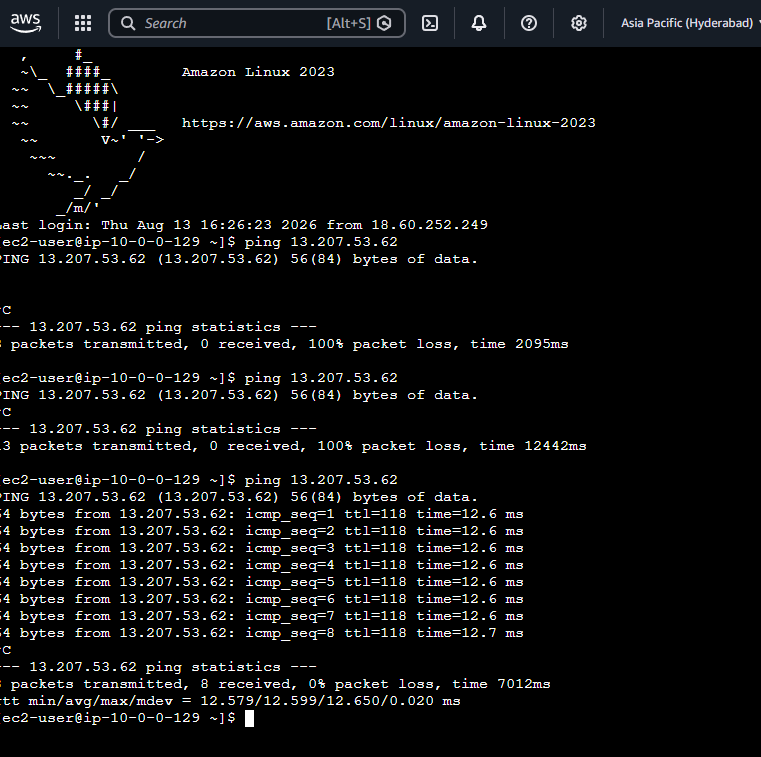 aws
Search [Alt+S]
Asia Pacific (Hyderabad)
, #_
~\_ ####_ Amazon Linux 2023
~~ \_#####\
~~ \###|
~~ \#/ ___ https://aws.amazon.com/linux/amazon-linux-2023
~~ V~' '->
~~~ /
~~._. _/
_/ _/
_/m/'
ast login: Thu Aug 13 16:26:23 2026 from 18.60.252.249
ec2-user@ip-10-0-0-129 ~]$ ping 13.207.53.62
PING 13.207.53.62 (13.207.53.62) 56(84) bytes of data.
C
--- 13.207.53.62 ping statistics ---
3 packets transmitted, 0 received, 100% packet loss, time 2095ms
ec2-user@ip-10-0-0-129 ~]$ ping 13.207.53.62
PING 13.207.53.62 (13.207.53.62) 56(84) bytes of data.
^C
--- 13.207.53.62 ping statistics ---
13 packets transmitted, 0 received, 100% packet loss, time 12442ms
ec2-user@ip-10-0-0-129 ~]$ ping 13.207.53.62
PING 13.207.53.62 (13.207.53.62) 56(84) bytes of data.
64 bytes from 13.207.53.62: icmp_seq=1 ttl=118 time=12.6 ms
64 bytes from 13.207.53.62: icmp_seq=2 ttl=118 time=12.6 ms
64 bytes from 13.207.53.62: icmp_seq=3 ttl=118 time=12.6 ms
64 bytes from 13.207.53.62: icmp_seq=4 ttl=118 time=12.6 ms
64 bytes from 13.207.53.62: icmp_seq=5 ttl=118 time=12.6 ms
64 bytes from 13.207.53.62: icmp_seq=6 ttl=118 time=12.6 ms
64 bytes from 13.207.53.62: icmp_seq=7 ttl=118 time=12.6 ms
64 bytes from 13.207.53.62: icmp_seq=8 ttl=118 time=12.7 ms
^C
--- 13.207.53.62 ping statistics ---
8 packets transmitted, 8 received, 0% packet loss, time 7012ms
rtt min/avg/max/mdev = 12.579/12.599/12.650/0.020 ms
ec2-user@ip-10-0-0-129 ~]$